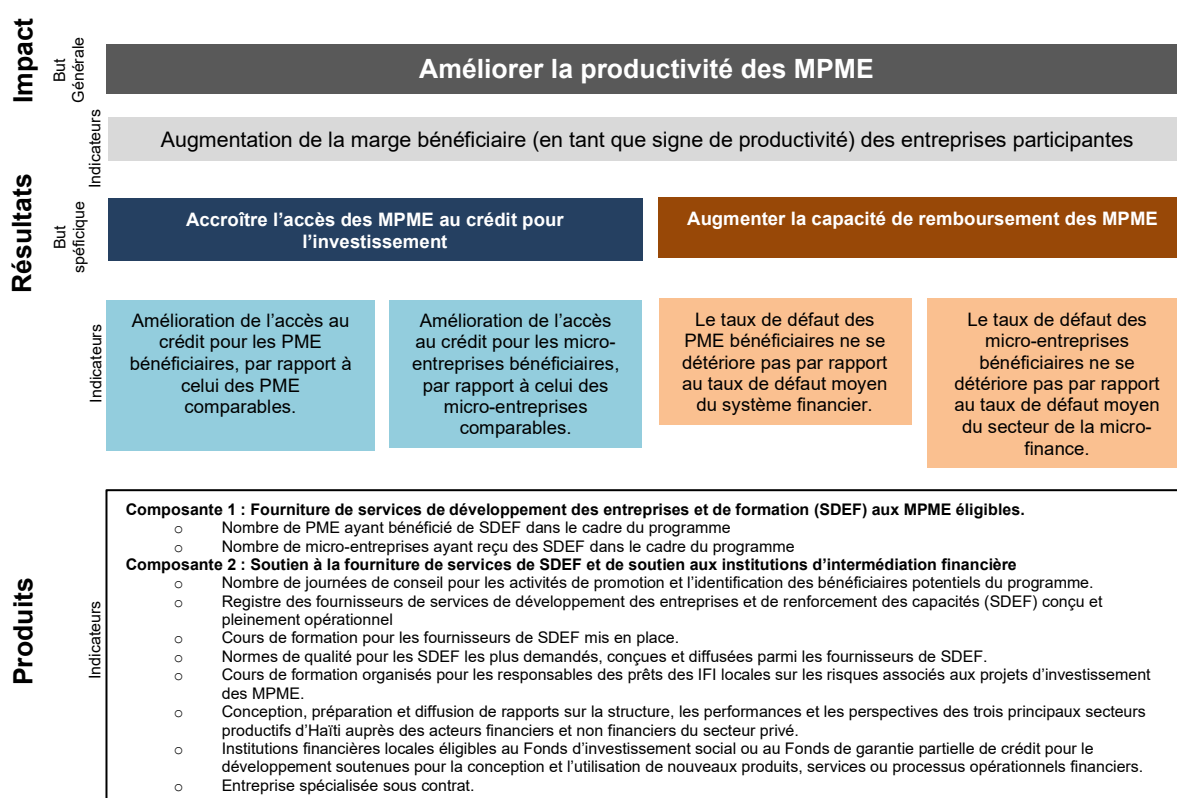 Impact
But
Générale
Améliorer la productivité des MPME
Indicateurs
Augmentation de la marge bénéficiaire (en tant que signe de productivité) des entreprises participantes
Résultats
But
spéficique
Accroître l'accès des MPME au crédit pour
l'investissement
Augmenter la capacité de remboursement des MPME
Indicateurs
Amélioration de l'accès au
crédit pour les PME
bénéficiaires, par rapport à
celui des PME
comparables.
Amélioration de l'accès
au crédit pour les micro-
entreprises bénéficiaires,
par rapport à celui des
micro-entreprises
comparables.
Le taux de défaut des
PME bénéficiaires ne se
détériore pas par rapport
au taux de défaut moyen
du système financier.
Le taux de défaut des
micro-entreprises
bénéficiaires ne se
détériore pas par rapport
au taux de défaut moyen
du secteur de la micro-
finance.
Produits
Indicateurs
Composante 1 : Fourniture de services de développement des entreprises et de formation (SDEF) aux MPME éligibles.
o Nombre de PME ayant bénéficié de SDEF dans le cadre du programme
o Nombre de micro-entreprises ayant reçu des SDEF dans le cadre du programme
Composante 2 : Soutien à la fourniture de services de SDEF et de soutien aux institutions d'intermédiation financière
o Nombre de journées de conseil pour les activités de promotion et l'identification des bénéficiaires potentiels du programme.
o Registre des fournisseurs de services de développement des entreprises et de renforcement des capacités (SDEF) conçu et
pleinement opérationnel
o Cours de formation pour les fournisseurs de SDEF mis en place.
o Normes de qualité pour les SDEF les plus demandés, conçues et diffusées parmi les fournisseurs de SDEF.
o Cours de formation organisés pour les responsables des prêts des IFI locales sur les risques associés aux projets d'investissement
des MPME.
o Conception, préparation et diffusion de rapports sur la structure, les performances et les perspectives des trois principaux secteurs
productifs d'Haïti auprès des acteurs financiers et non financiers du secteur privé.
o Institutions financières locales éligibles au Fonds d'investissement social ou au Fonds de garantie partielle de crédit pour le
développement soutenues pour la conception et l'utilisation de nouveaux produits, services ou processus opérationnels financiers.
o Entreprise spécialisée sous contrat.